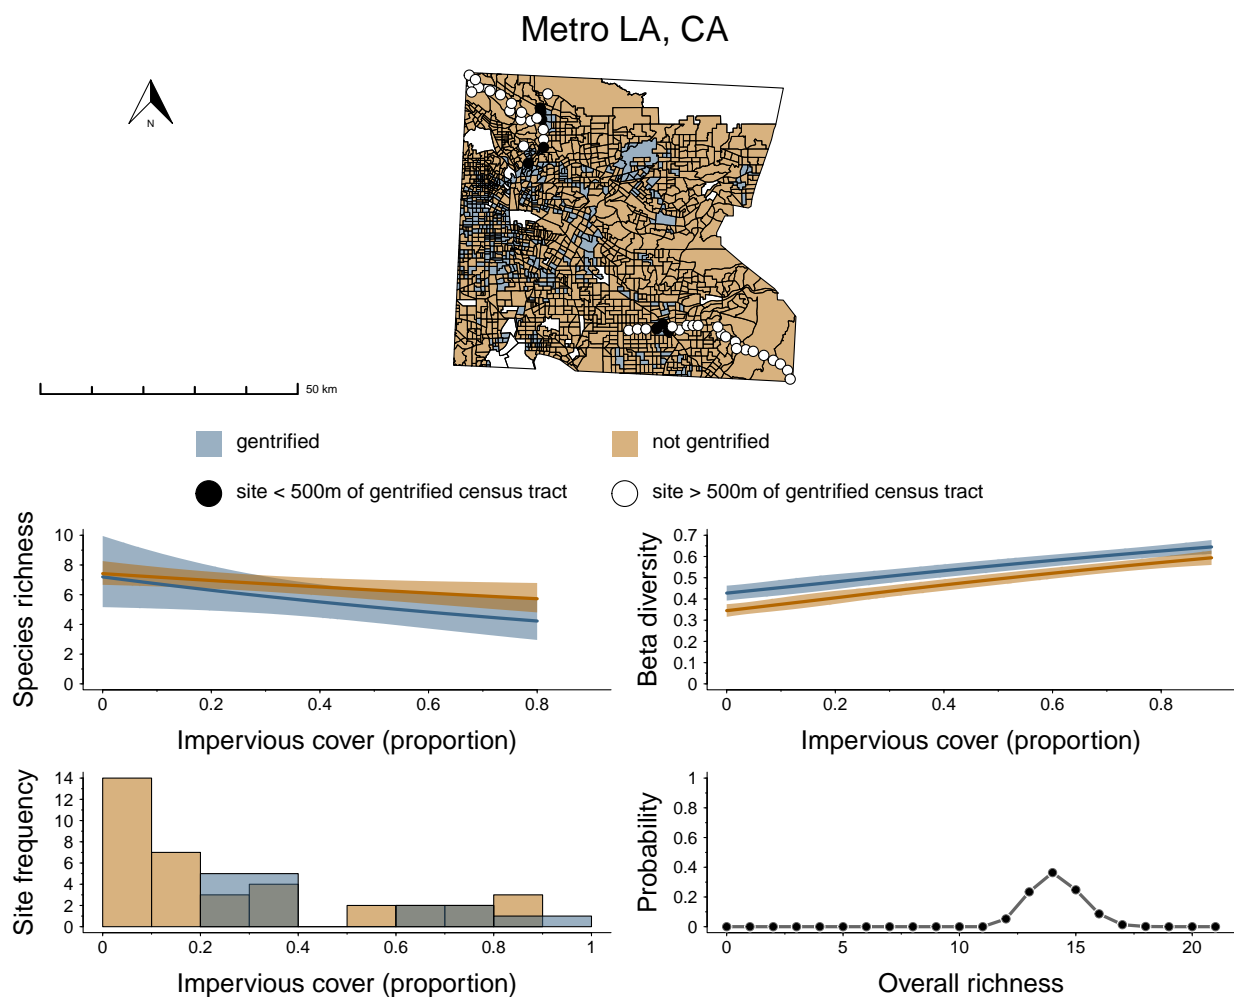 Metro LA, CA
N
50 km
gentrified
not gentrified
site < 500m of gentrified census tract
site > 500m of gentrified census tract
Species richness
10
8
6
4
2
0
0 0.2 0.4 0.6 0.8
Impervious cover (proportion)
Beta diversity
0.7
0.6
0.5
0.4
0.3
0.2
0.1
0
0 0.2 0.4 0.6 0.8
Impervious cover (proportion)
Site frequency
14
12
10
8
6
4
2
0
0 0.2 0.4 0.6 0.8 1
Impervious cover (proportion)
Probability
1
0.8
0.6
0.4
0.2
0
0 5 10 15 20
Overall richness